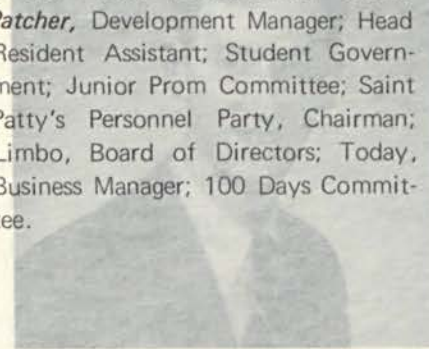 Patcher, Development Manager; Head
Resident Assistant; Student Govern-
ment; Junior Prom Committee; Saint
Patty's Personnel Party, Chairman;
Limbo, Board of Directors; Today,
Business Manager; 100 Days Commit-
tee.